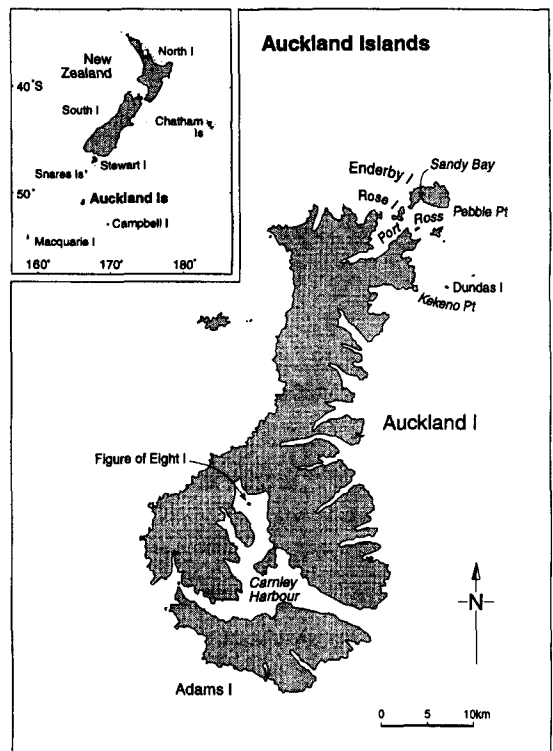 Auckland Islands
New
Zealand
North I
40°S
South I
Chatham
Is
Stewart I
Snares Is
50°
Auckland Is
Campbell I
Macquarie I
160°
170°
180°
Enderby I
Sandy Bay
Rose I
Port Ross
Pebble Pt
Dundas I
Kekeno Pt
Auckland I
Figure of Eight I
Carnley
Harbour
N
Adams I
0 5 10km